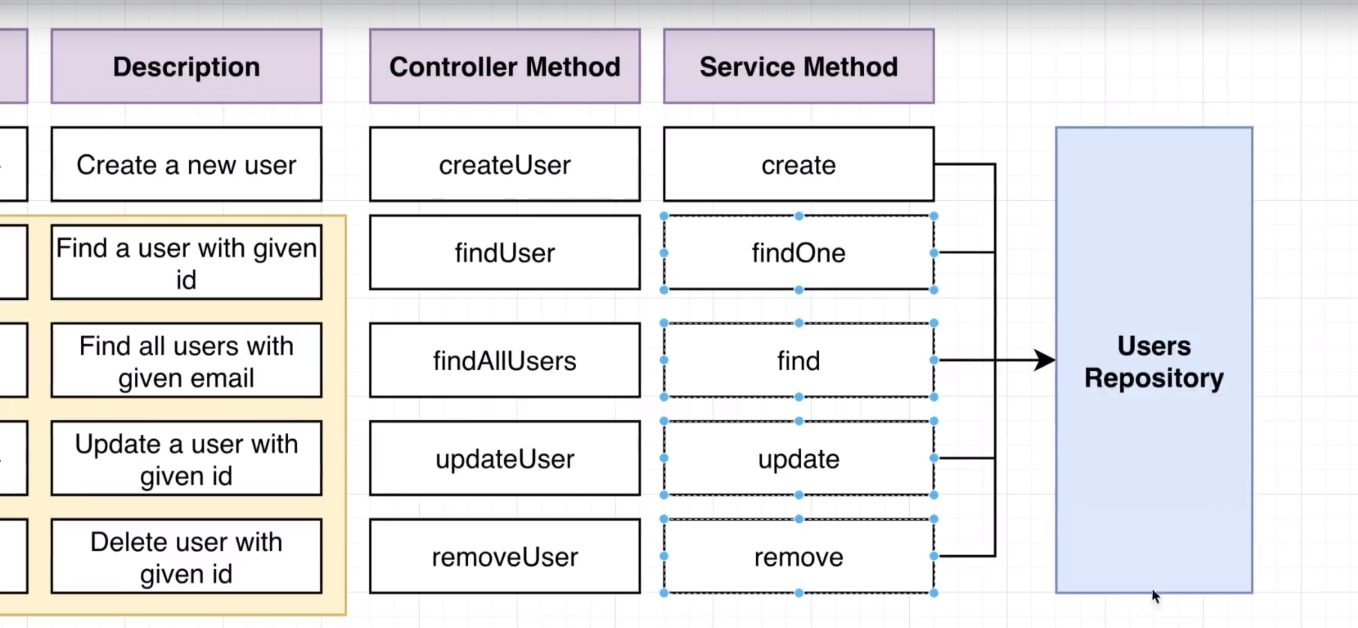 Description
Controller Method
Service Method
Create a new user
createUser
create
Find a user with given
id
findUser
findOne
Find all users with
given email
findAllUsers
find
Users
Repository
Update a user with
given id
updateUser
update
Delete user with
given id
removeUser
remove